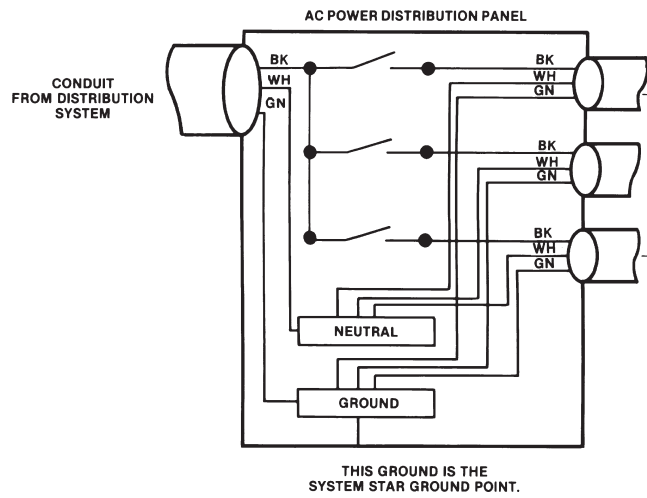 AC POWER DISTRIBUTION PANEL
CONDUIT
FROM DISTRIBUTION
SYSTEM
BK
WH
GN
BK
WH
GN
BK
WH
GN
BK
WH
GN
NEUTRAL
GROUND
THIS GROUND IS THE
SYSTEM STAR GROUND POINT.